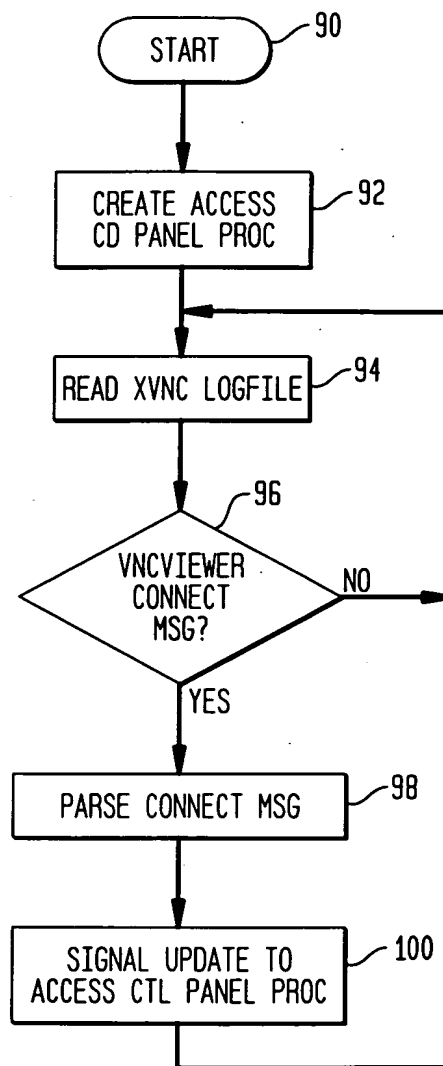 START
90
CREATE ACCESS
CD PANEL PROC
92
READ XVNC LOGFILE
94
96
VNCVIEWER
CONNECT
MSG?
NO
YES
PARSE CONNECT MSG
98
SIGNAL UPDATE TO
ACCESS CTL PANEL PROC
100